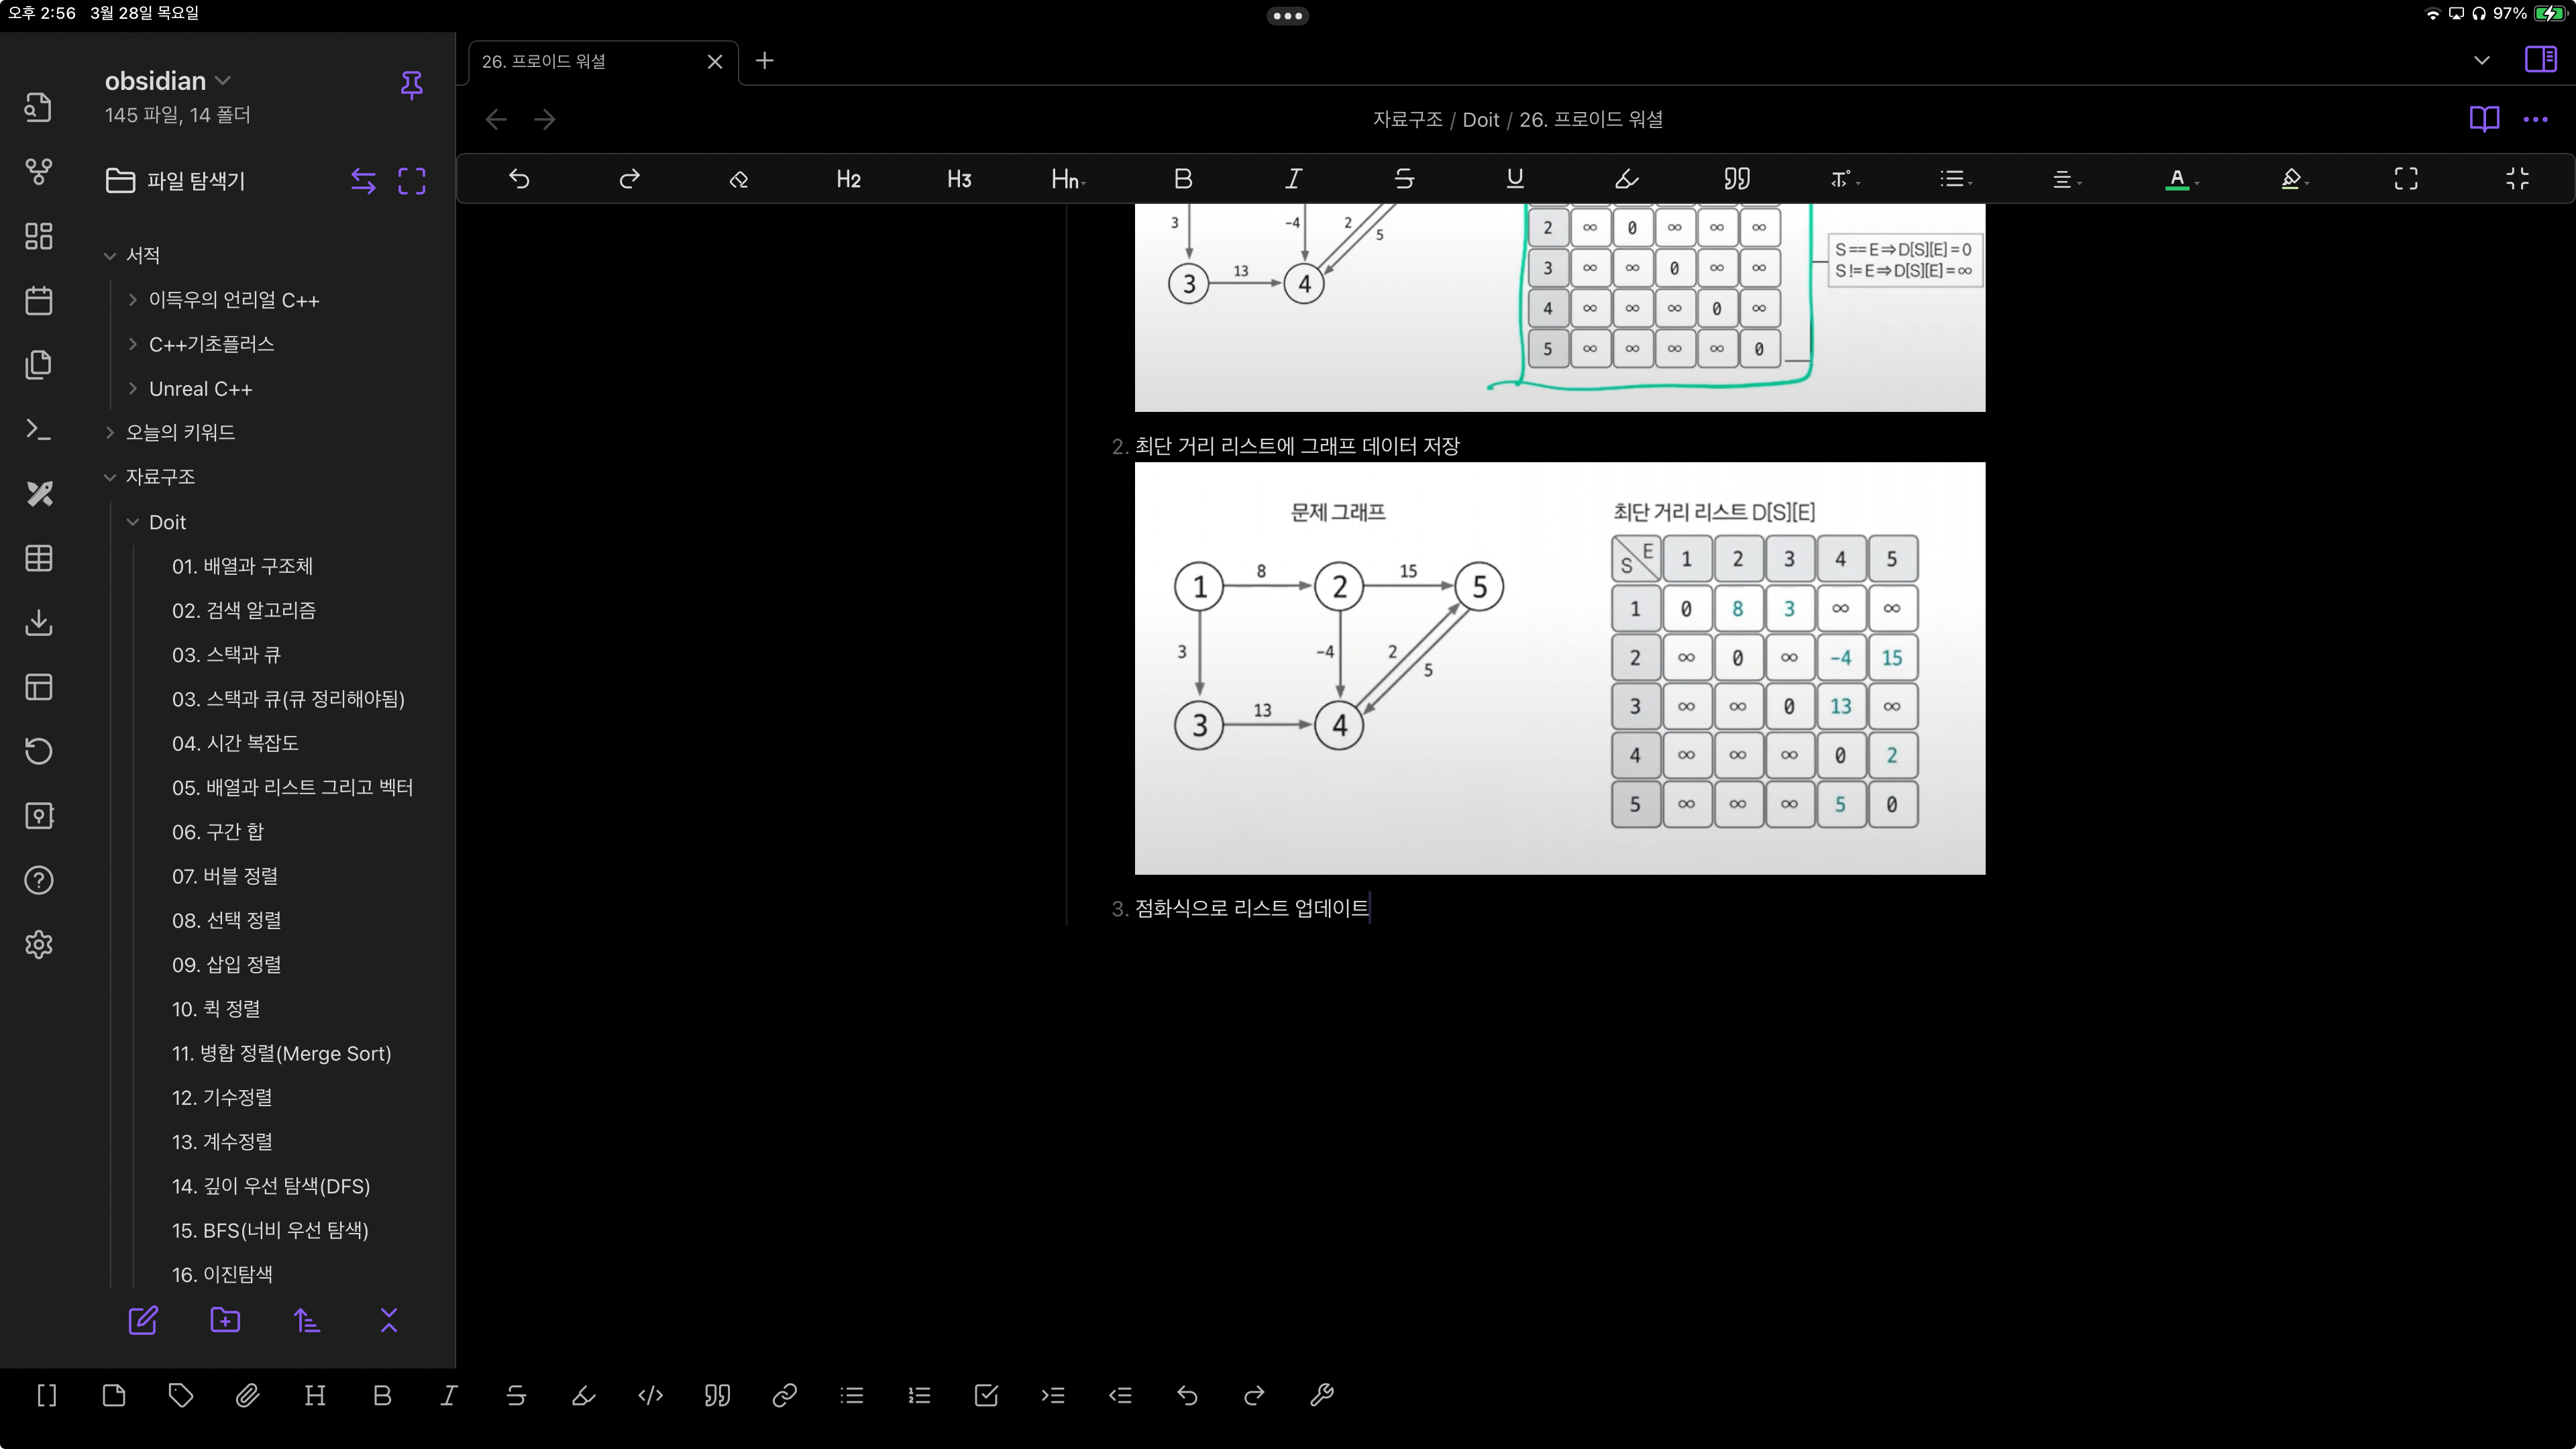 오후 2:56 3월 28일 목요일
97%
obsidian
145 파일, 14 폴더
파일 탐색기
서적
이득우의 언리얼 C++
C++기초플러스
Unreal C++
오늘의 키워드
자료구조
Doit
01. 배열과 구조체
02. 검색 알고리즘
03. 스택과 큐
03. 스택과 큐(큐 정리해야됨)
04. 시간 복잡도
05. 배열과 리스트 그리고 벡터
06. 구간 합
07. 버블 정렬
08. 선택 정렬
09. 삽입 정렬
10. 퀵 정렬
11. 병합 정렬(Merge Sort)
12. 기수정렬
13. 계수정렬
14. 깊이 우선 탐색(DFS)
15. BFS(너비 우선 탐색)
16. 이진탐색
26. 프로이드 워셜
자료구조 / Doit / 26. 프로이드 워셜
H2 H3 Hn B I S U A
3 -4 2 5
3 13 4
2 ∞ 0 ∞ ∞ ∞
3 ∞ ∞ 0 ∞ ∞
4 ∞ ∞ ∞ 0 ∞
5 ∞ ∞ ∞ ∞ 0
S == E ⇒ D[S][E] = 0
S != E ⇒ D[S][E] = ∞
2. 최단 거리 리스트에 그래프 데이터 저장
문제 그래프
1 8 2 15 5
3 -4 2 5
3 13 4
최단 거리 리스트 D[S][E]
S E 1 2 3 4 5
1 0 8 3 ∞ ∞
2 ∞ 0 ∞ -4 15
3 ∞ ∞ 0 13 ∞
4 ∞ ∞ ∞ 0 2
5 ∞ ∞ ∞ 5 0
3. 점화식으로 리스트 업데이트
H B I S